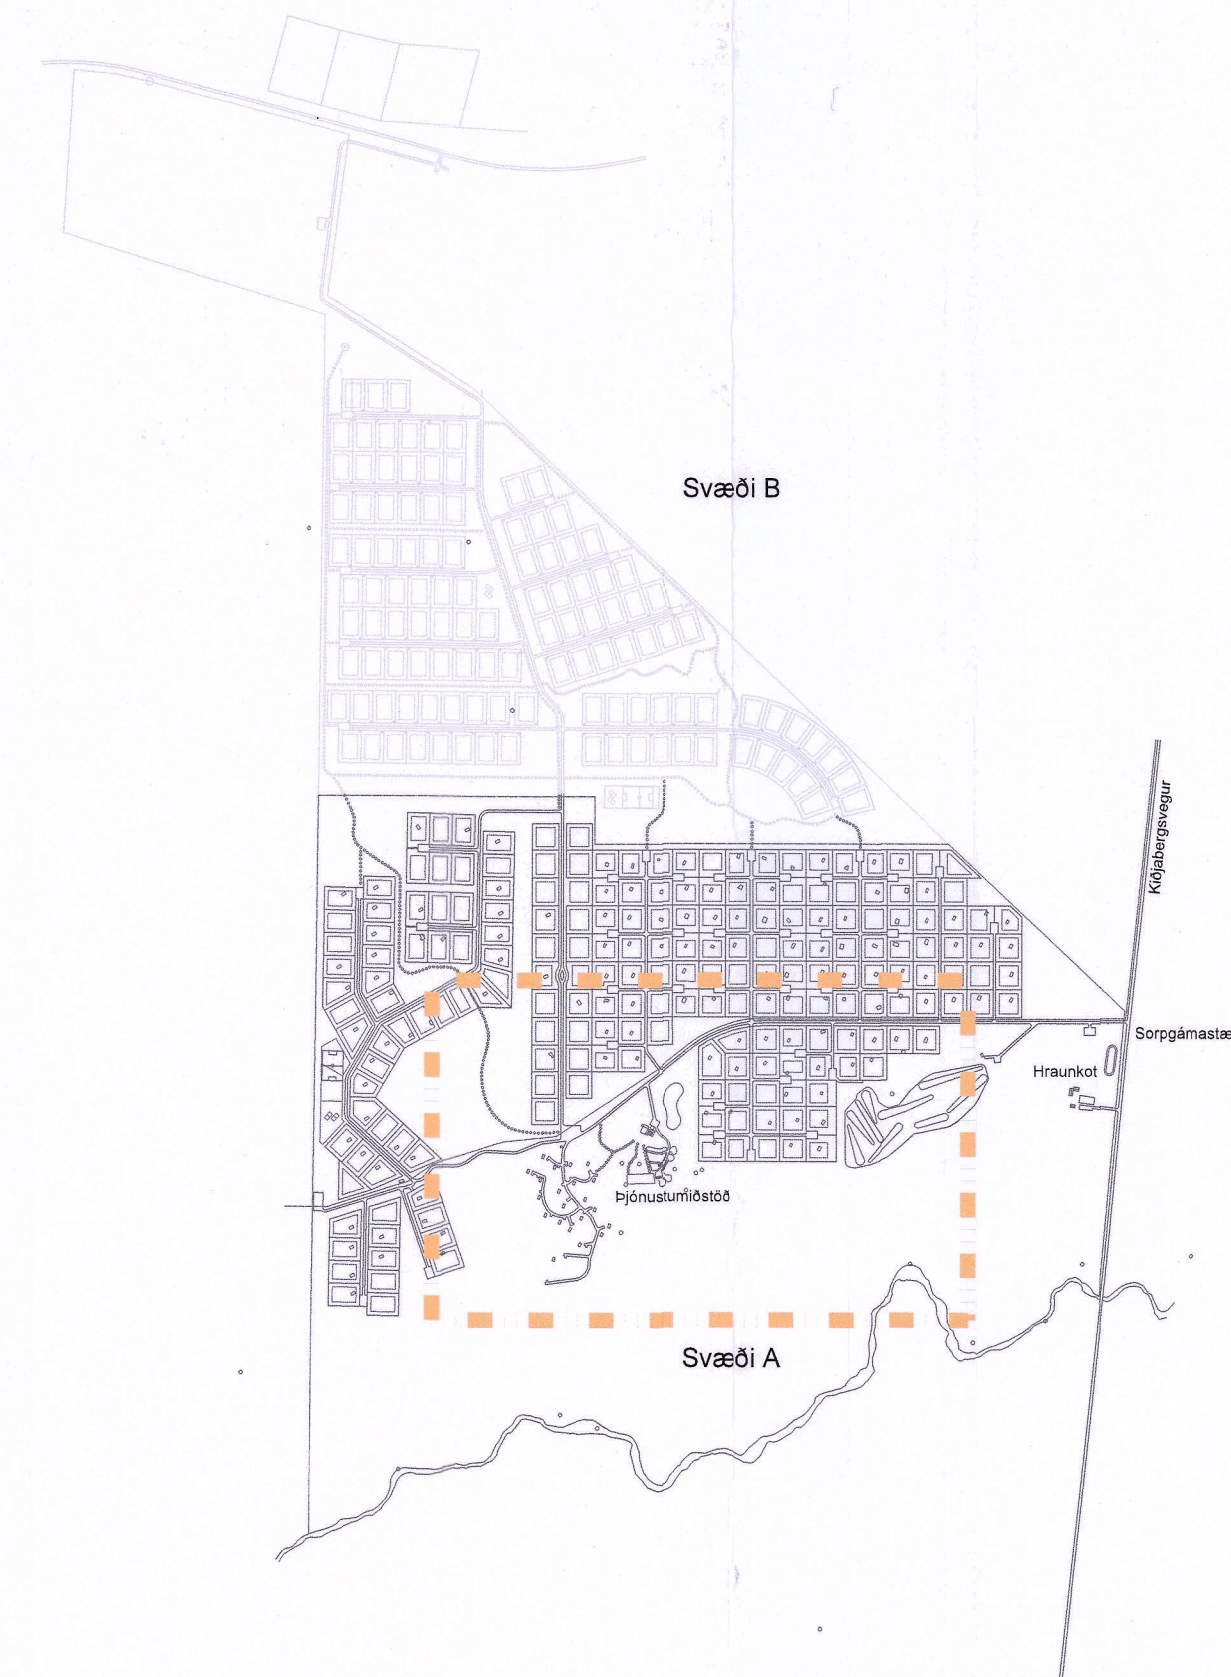 Svæði B
Kiðjabergsvegur
Sorpgámastæ
Hraunkot
Þjónustumiðstöð
Svæði A